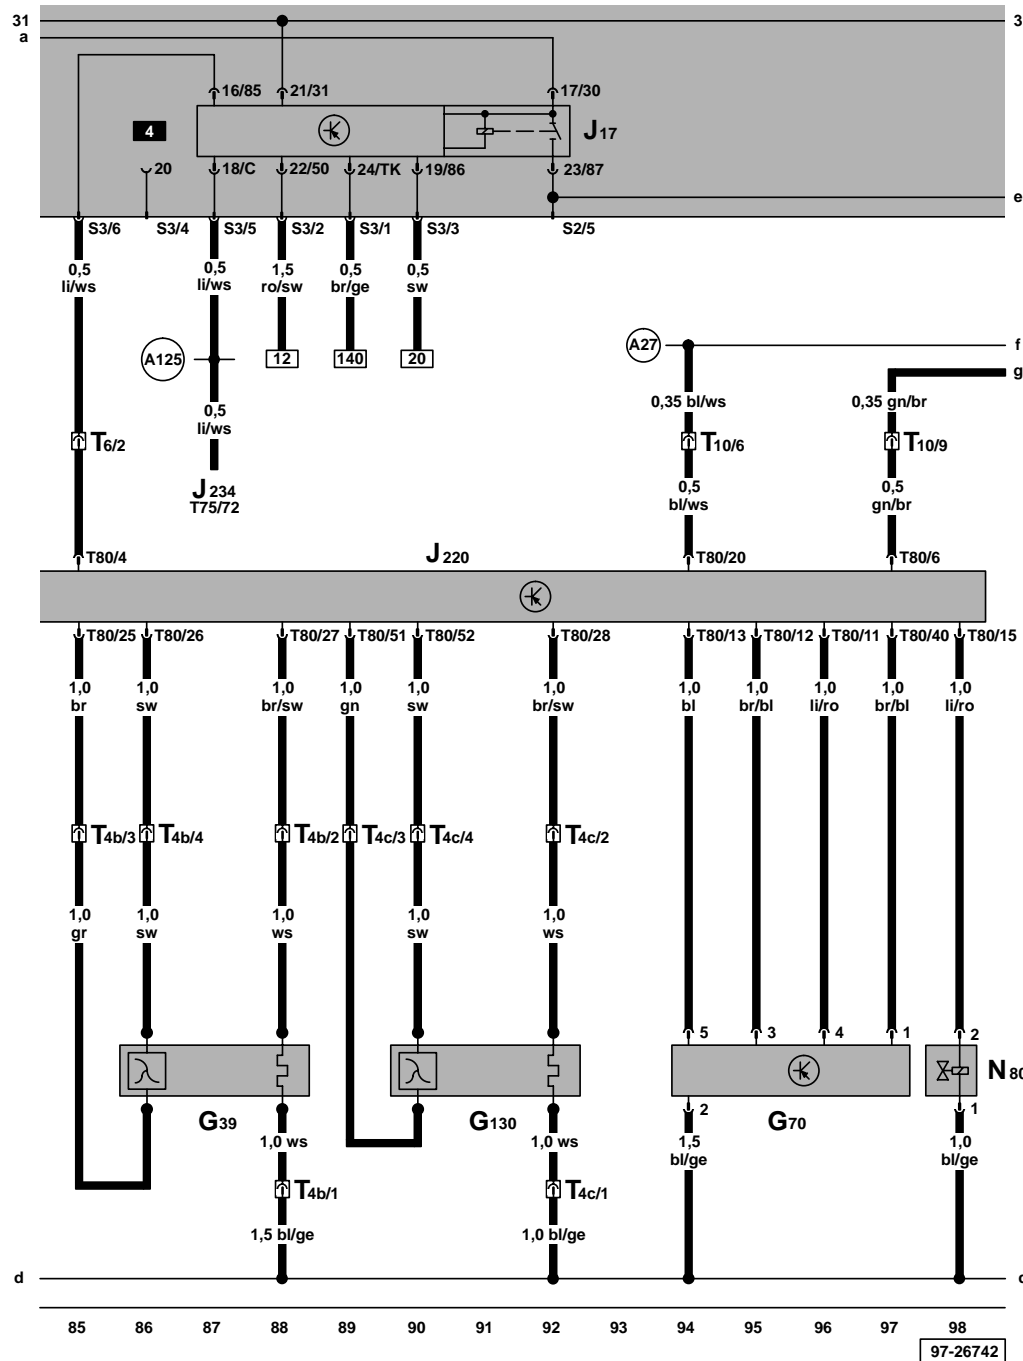 31 3
a
16/85 21/31 17/30
4 J17
20 18/C 22/50 24/TK 19/86 23/87
e
S3/6 S3/4 S3/5 S3/2 S3/1 S3/3 S2/5
0,5 0,5 1,5 0,5 0,5
li/ws li/ws ro/sw br/ge sw
A125 12 140 20 A27 f
g
0,5 0,35 bl/ws 0,35 gn/br
li/ws
T6/2 T10/6 T10/9
J234 0,5 0,5
T75/72 bl/ws gn/br
T80/4 J220 T80/20 T80/6
T80/25 T80/26 T80/27 T80/51 T80/52 T80/28 T80/13 T80/12 T80/11 T80/40 T80/15
1,0 1,0 1,0 1,0 1,0 1,0 1,0 1,0 1,0 1,0 1,0
br sw br/sw gn sw br/sw bl br/bl li/ro br/bl li/ro
T4b/3 T4b/4 T4b/2 T4c/3 T4c/4 T4c/2
1,0 1,0 1,0 1,0 1,0
gr sw ws sw ws
5 3 4 1 2
N80
G39 G130 2 G70 1
1,0 ws 1,0 ws 1,5 1,0
bl/ge bl/ge
T4b/1 T4c/1
1,5 bl/ge 1,0 bl/ge
d
85 86 87 88 89 90 91 92 93 94 95 96 97 98
97-26742